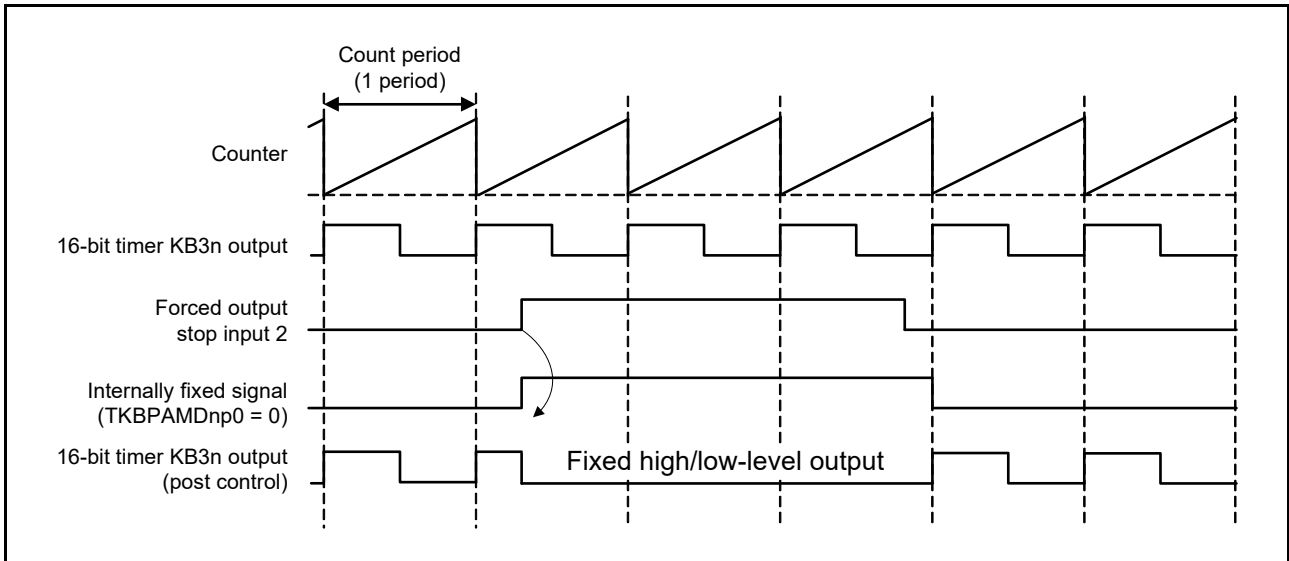 Count period
(1 period)
Counter
16-bit timer KB3n output
Forced output
stop input 2
Internally fixed signal
(TKBPAMDnp0 = 0)
16-bit timer KB3n output
(post control)
Fixed high/low-level output